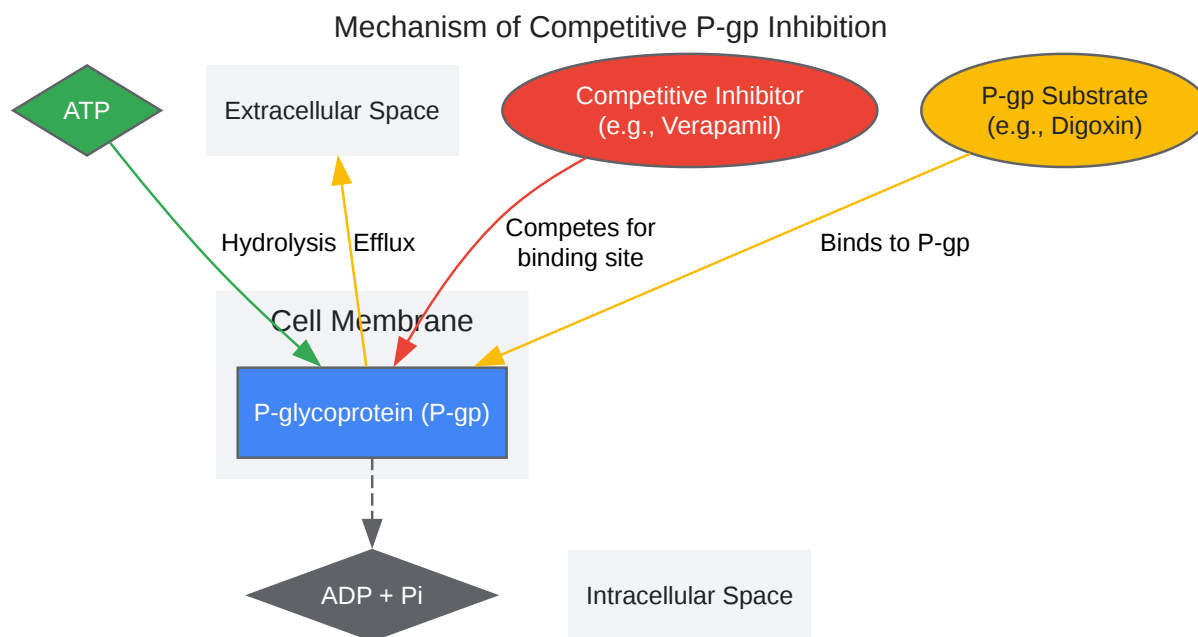 Mechanism of Competitive P-gp Inhibition
ATP
Extracellular Space
Competitive Inhibitor
(e.g., Verapamil)
P-gp Substrate
(e.g., Digoxin)
Hydrolysis
Efflux
Competes for
binding site
Binds to P-gp
Cell Membrane
P-glycoprotein (P-gp)
ADP + Pi
Intracellular Space